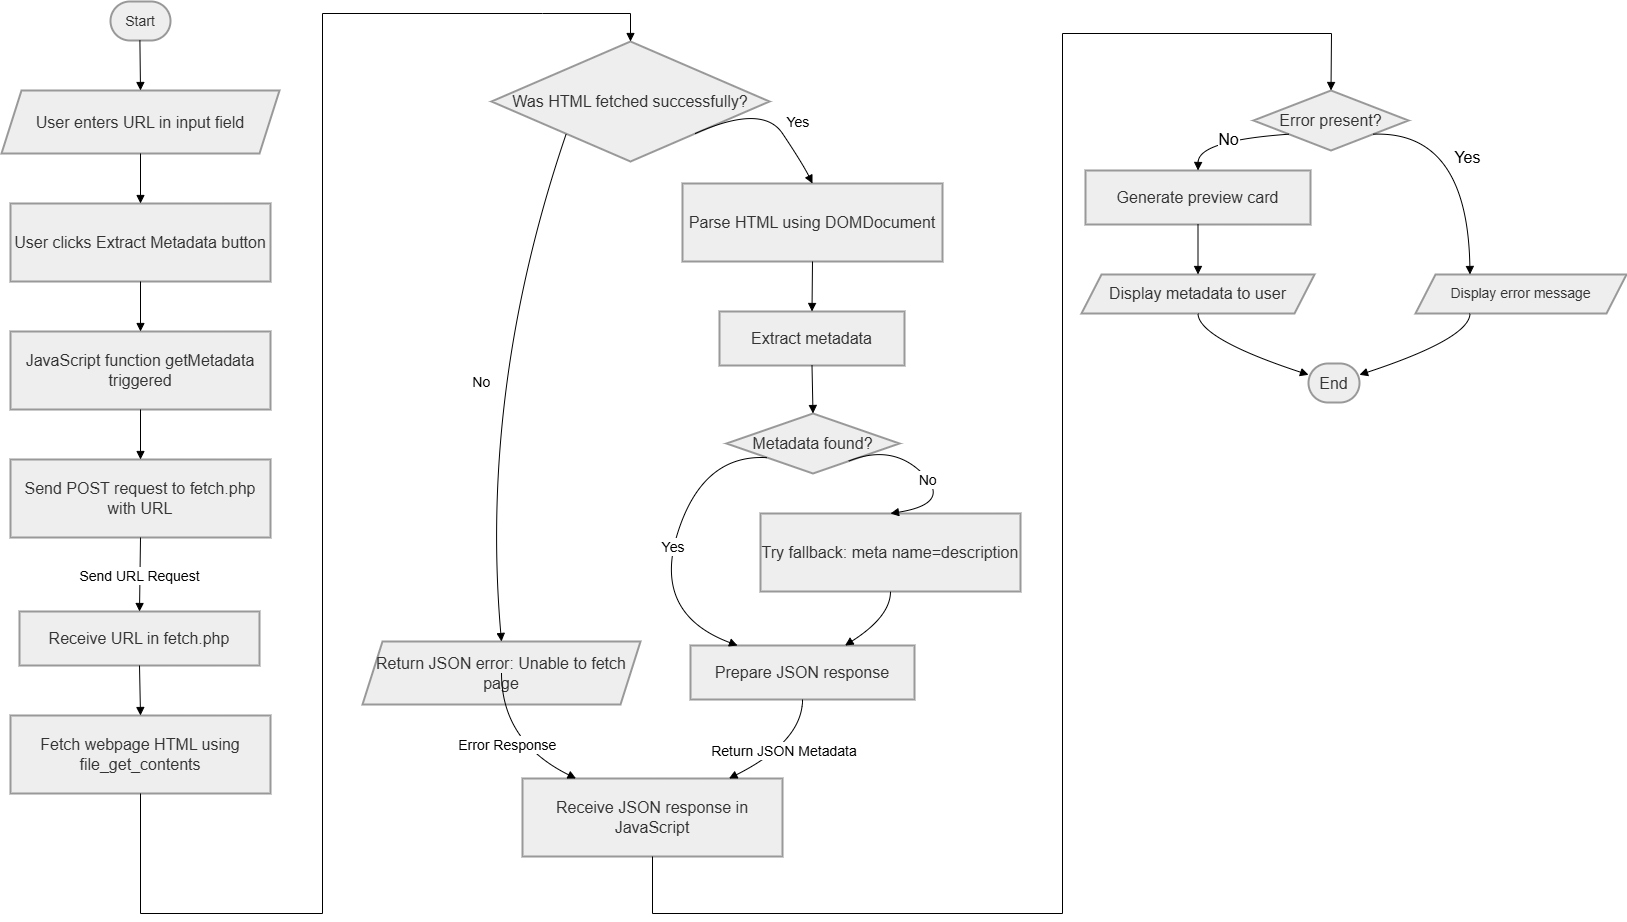 Start
User enters URL in input field
User clicks Extract Metadata button
JavaScript function getMetadata
triggered
Send POST request to fetch.php
with URL
Send URL Request
Receive URL in fetch.php
Fetch webpage HTML using
file_get_contents
Was HTML fetched successfully?
Yes
No
Parse HTML using DOMDocument
Extract metadata
Metadata found?
No
Yes
Try fallback: meta name=description
Return JSON error: Unable to fetch
page
Prepare JSON response
Error Response
Return JSON Metadata
Receive JSON response in
JavaScript
Error present?
No
Yes
Generate preview card
Display metadata to user
Display error message
End